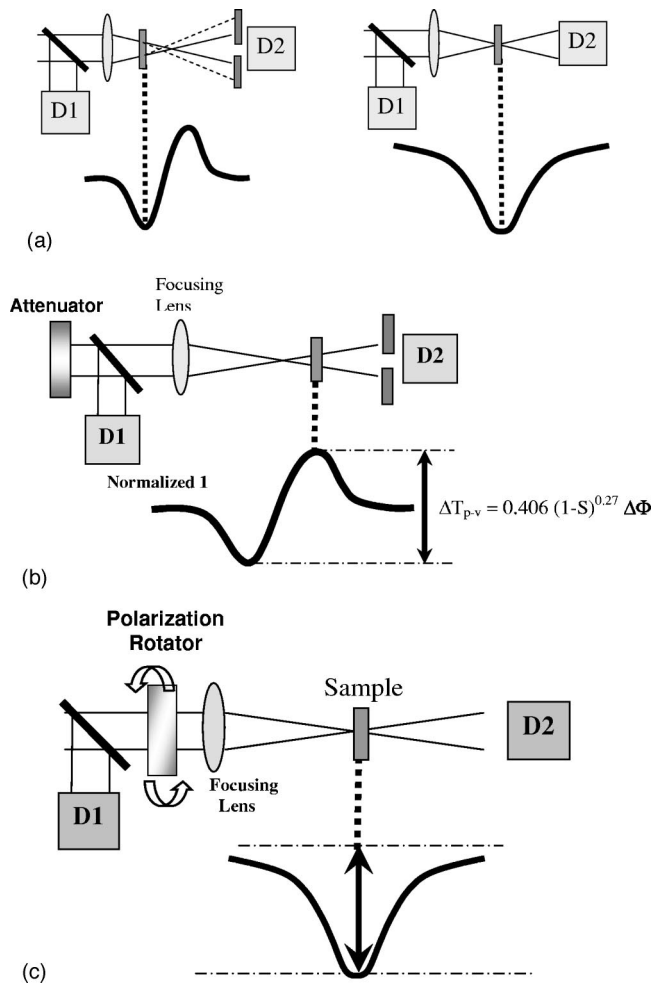 D2
D1
D2
D1
(a)
Focusing
Lens
Attenuator
D2
D1
Normalized 1
ΔTp-v = 0.406 (1-S)^0.27 ΔΦ
(b)
Polarization
Rotator
Sample
D2
Focusing
Lens
D1
(c)